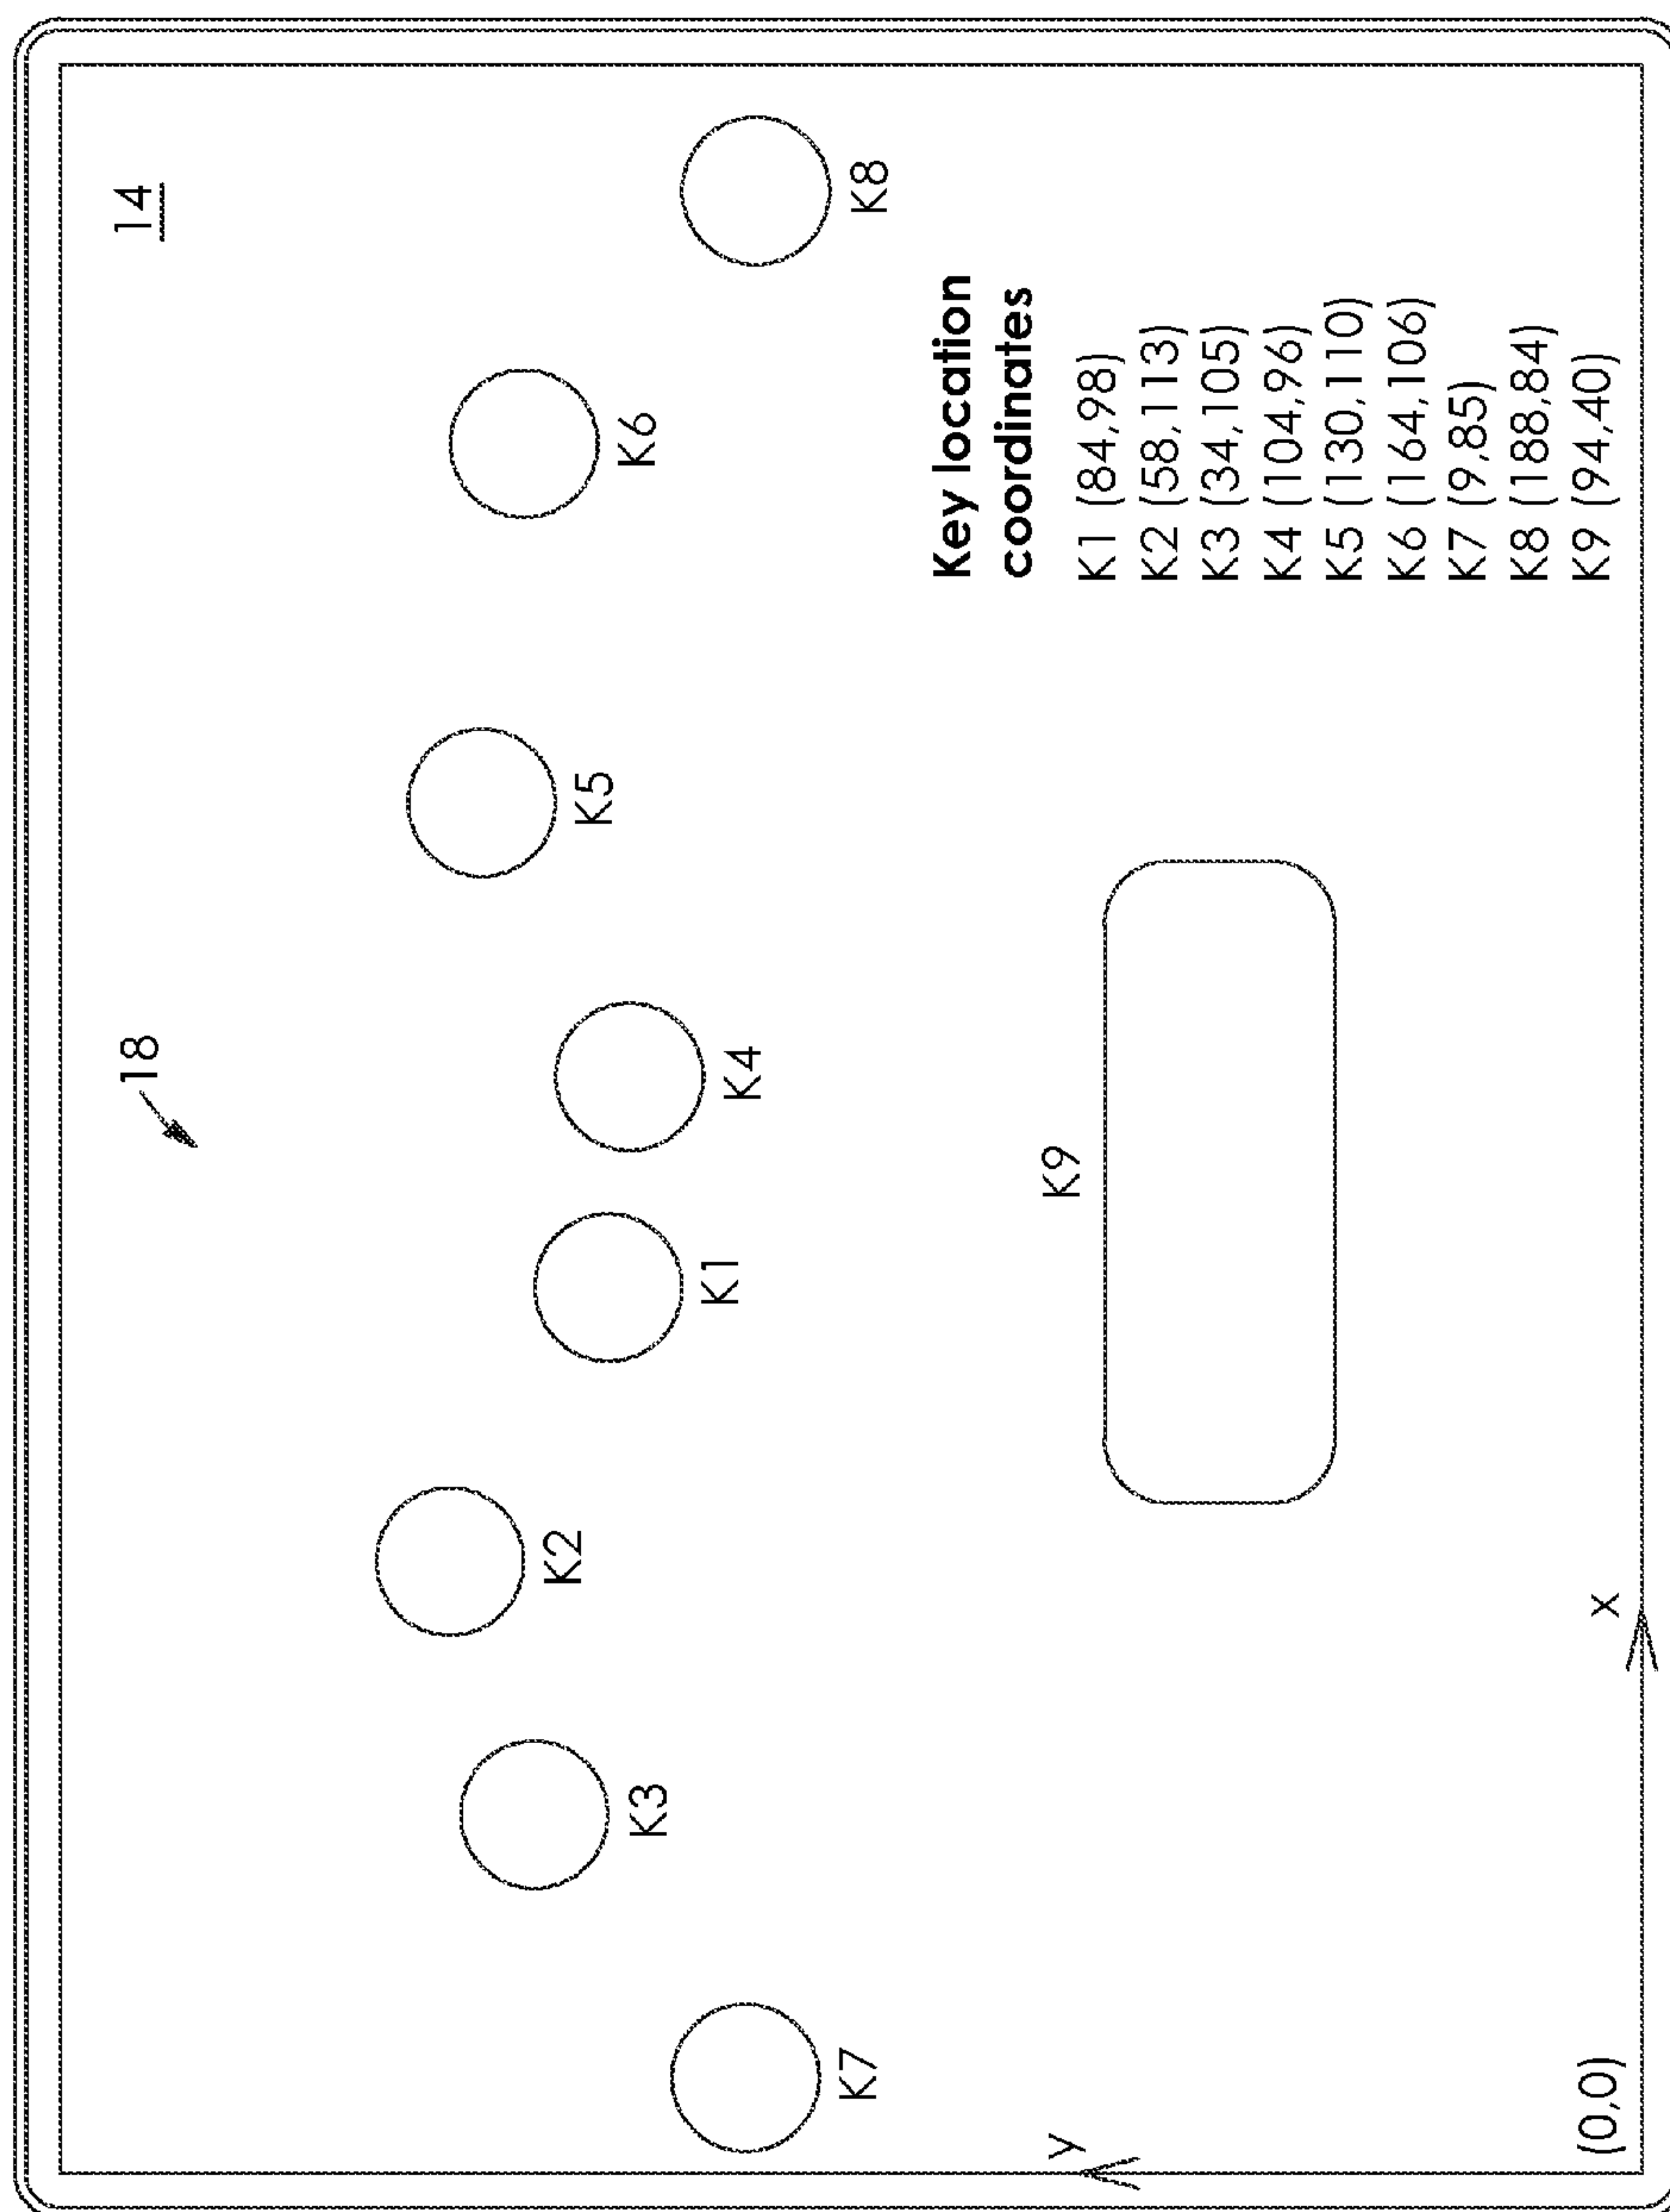 14
18
K6
K5
K2
K3
K4
K1
K8
K7
K9
Key location
coordinates
K1 (84,98)
K2 (58,113)
K3 (34,105)
K4 (104,96)
K5 (130,110)
K6 (164,106)
K7 (9,85)
K8 (188,84)
K9 (94,40)
y
x
(0,0)